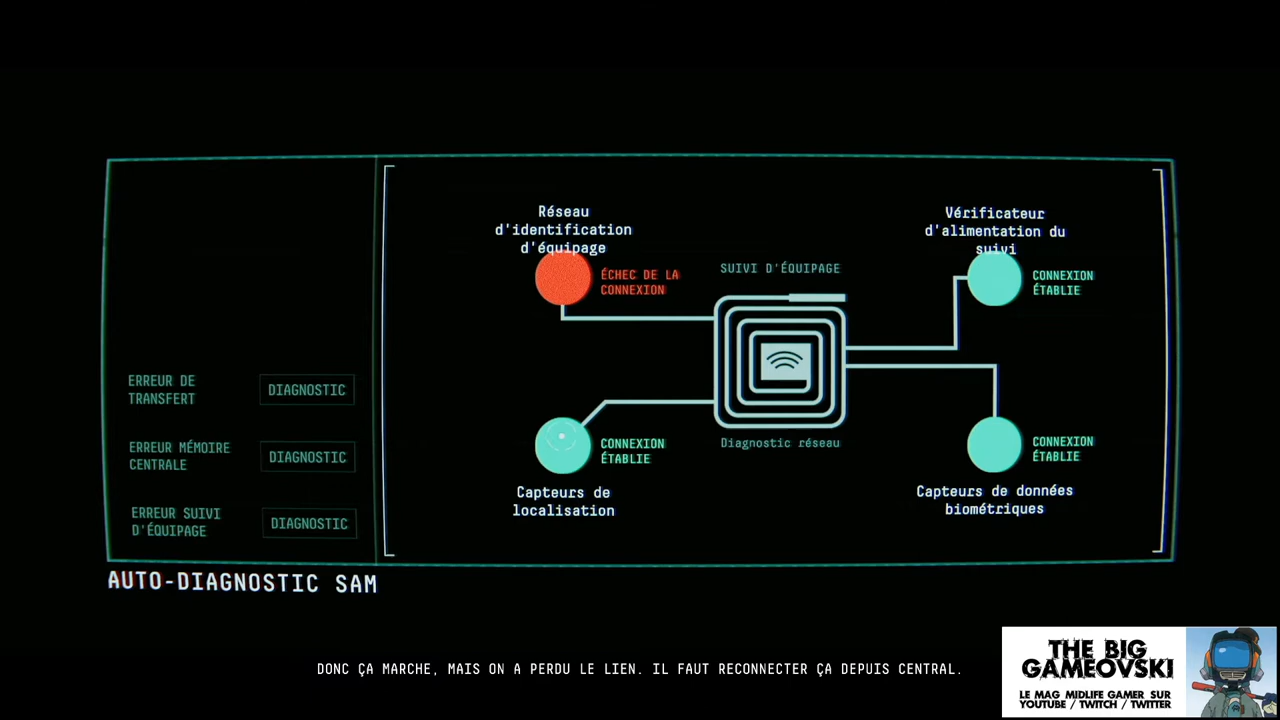 Réseau
d'identification
d'équipage
ÉCHEC DE LA
CONNEXION
SUIVI D'ÉQUIPAGE
Vérificateur
d'alimentation du
suivi
CONNEXION
ÉTABLIE
ERREUR DE
TRANSFERT
DIAGNOSTIC
ERREUR MÉMOIRE
CENTRALE
DIAGNOSTIC
ERREUR SUIVI
D'ÉQUIPAGE
DIAGNOSTIC
CONNEXION
ÉTABLIE
Capteurs de
localisation
Diagnostic réseau
CONNEXION
ÉTABLIE
Capteurs de données
biométriques
AUTO-DIAGNOSTIC SAM
DONC ÇA MARCHE, MAIS ON A PERDU LE LIEN. IL FAUT RECONNECTER ÇA DEPUIS CENTRAL.
THE BIG
GAMEOVSKI
LE MAG MIDLIFE GAMER SUR
YOUTUBE / TWITCH / TWITTER